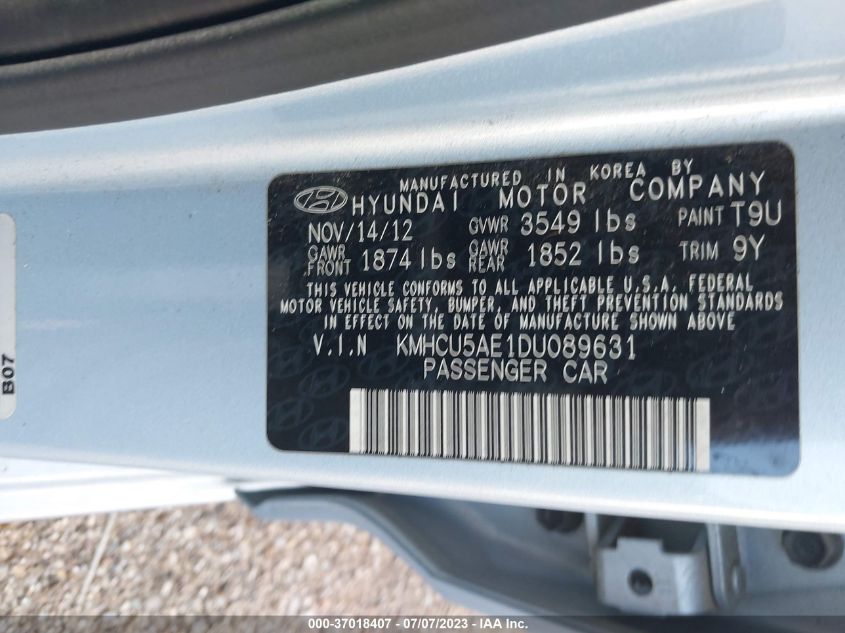 MANUFACTURED IN KOREA BY
HYUNDAI MOTOR COMPANY
NOV/14/12 GVWR 3549 lbs PAINT T9U
GAWR FRONT 1874 lbs GAWR REAR 1852 lbs TRIM 9Y
THIS VEHICLE CONFORMS TO ALL APPLICABLE U.S.A. FEDERAL
MOTOR VEHICLE SAFETY, BUMPER, AND THEFT PREVENTION STANDARDS
IN EFFECT ON THE DATE OF MANUFACTURE SHOWN ABOVE
V.I.N KMHCU5AE1DU089631
PASSENGER CAR
B07
000-37018407 - 07/07/2023 - IAA Inc.